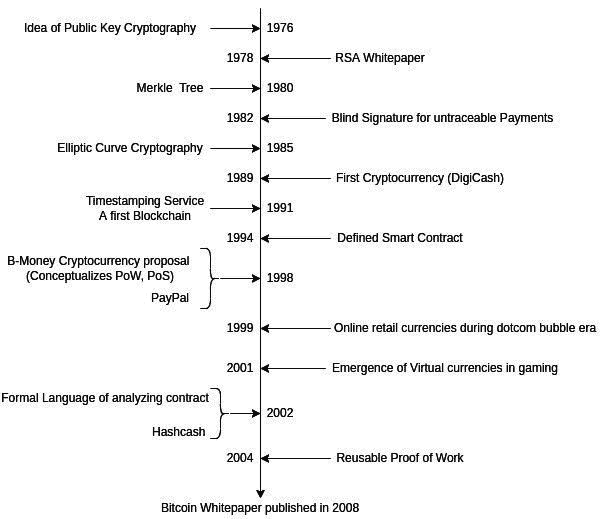 Idea of Public Key Cryptography 1976
1978 RSA Whitepaper
Merkle Tree 1980
1982 Blind Signature for untraceable Payments
Elliptic Curve Cryptography 1985
1989 First Cryptocurrency (DigiCash)
Timestamping Service
A first Blockchain 1991
1994 Defined Smart Contract
B-Money Cryptocurrency proposal
(Conceptualizes PoW, PoS) 1998
PayPal
1999 Online retail currencies during dotcom bubble era
2001 Emergence of Virtual currencies in gaming
Formal Language of analyzing contract
2002
Hashcash
2004 Reusable Proof of Work
Bitcoin Whitepaper published in 2008